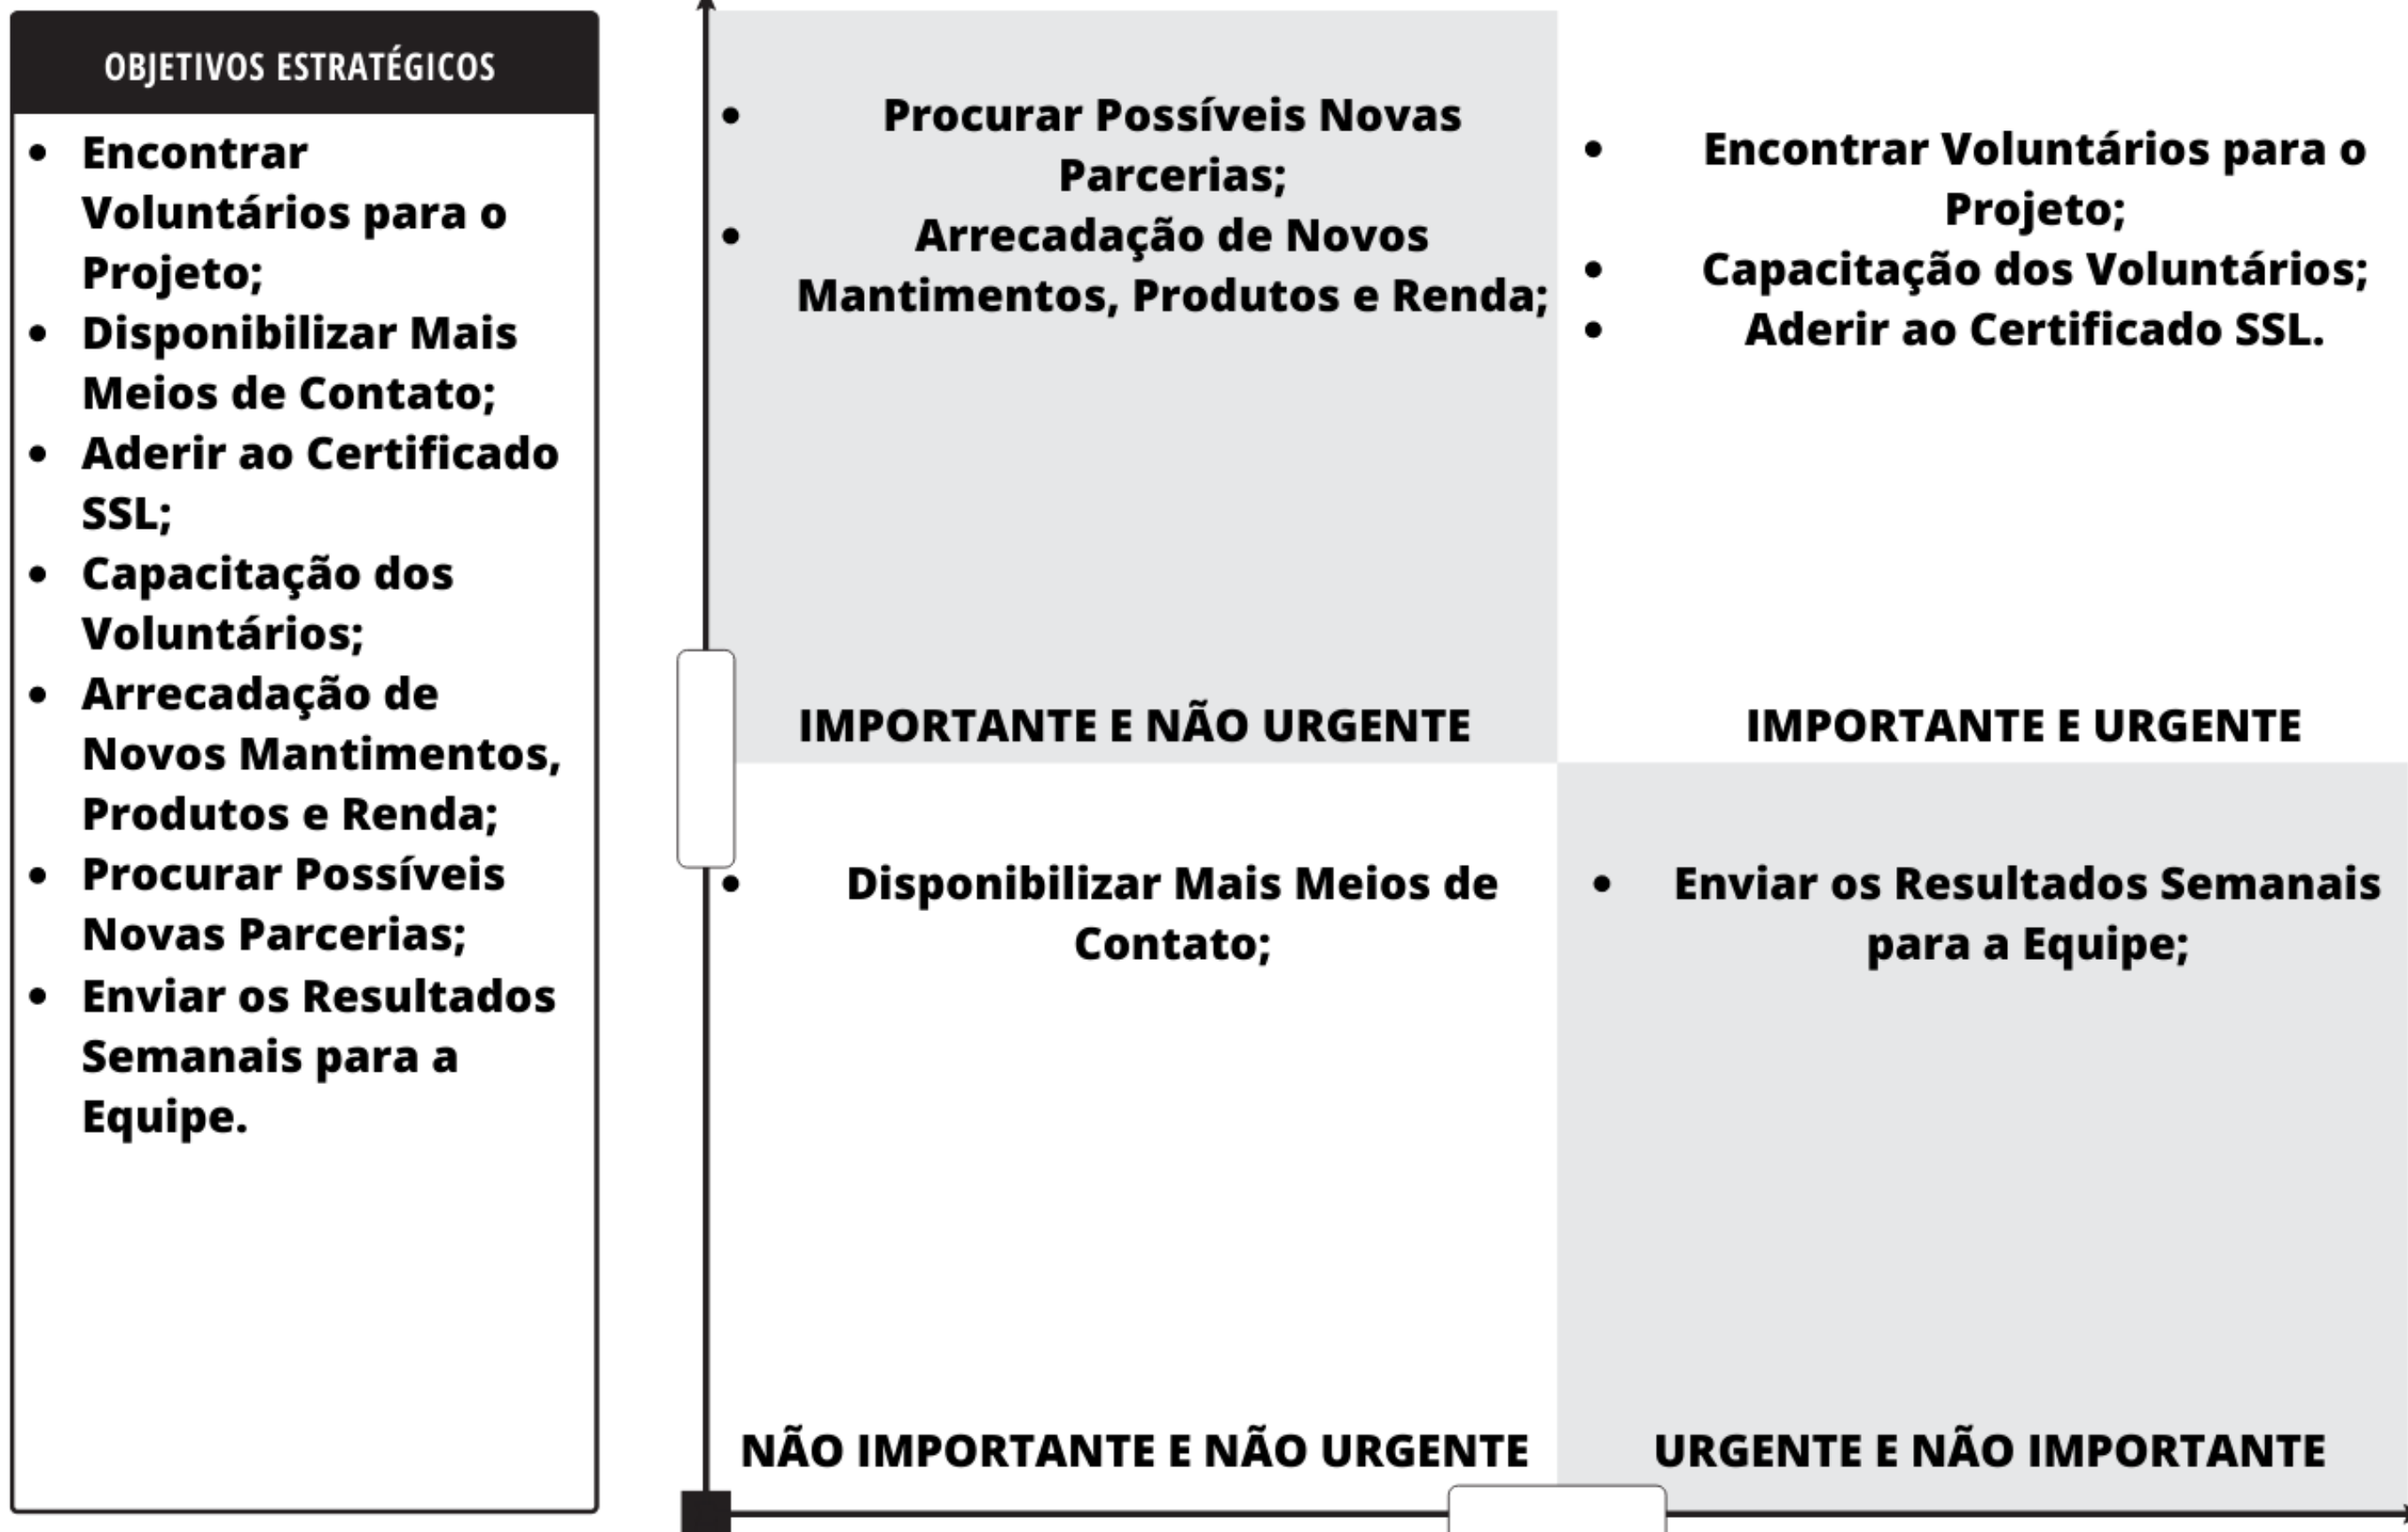 OBJETIVOS ESTRATÉGICOS
• Encontrar
Voluntários para o
Projeto;
• Disponibilizar Mais
Meios de Contato;
• Aderir ao Certificado
SSL;
• Capacitação dos
Voluntários;
• Arrecadação de
Novos Mantimentos,
Produtos e Renda;
• Procurar Possíveis
Novas Parcerias;
• Enviar os Resultados
Semanais para a
Equipe.
• Procurar Possíveis Novas
Parcerias;
• Arrecadação de Novos
Mantimentos, Produtos e Renda;
IMPORTANTE E NÃO URGENTE
• Encontrar Voluntários para o
Projeto;
• Capacitação dos Voluntários;
• Aderir ao Certificado SSL.
IMPORTANTE E URGENTE
• Disponibilizar Mais Meios de
Contato;
NÃO IMPORTANTE E NÃO URGENTE
• Enviar os Resultados Semanais
para a Equipe;
URGENTE E NÃO IMPORTANTE